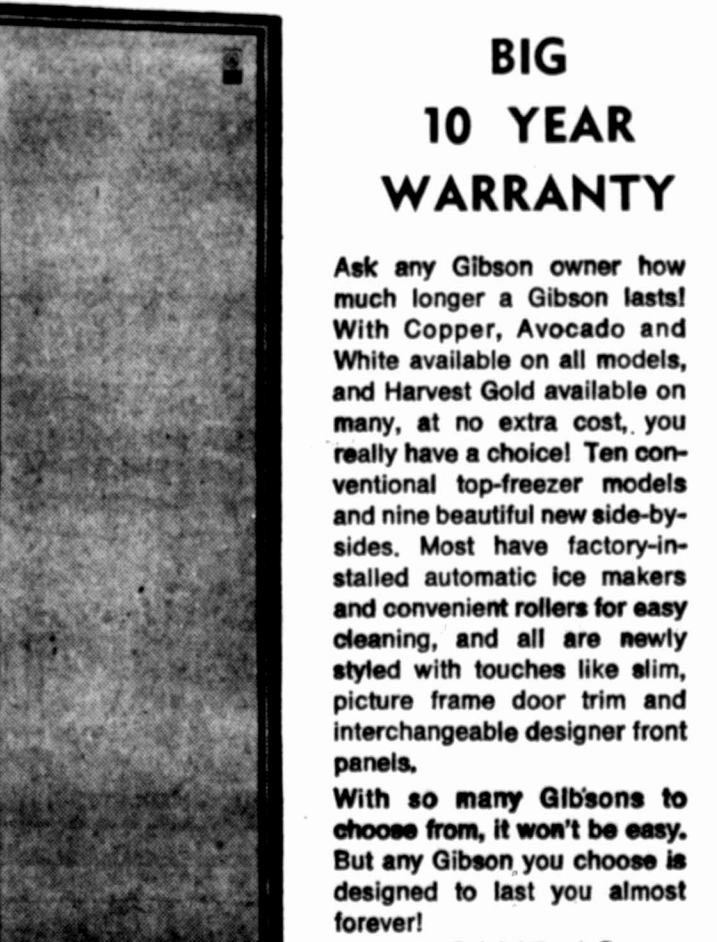 BIG
10 YEAR
WARRANTY
Ask any Gibson owner how
much longer a Gibson lasts!
With Copper, Avocado and
White available on all models,
and Harvest Gold available on
many, at no extra cost, you
really have a choice! Ten con-
ventional top-freezer models
and nine beautiful new side-by-
sides. Most have factory-in-
stalled automatic ice makers
and convenient rollers for easy
cleaning, and all are newly
styled with touches like slim,
picture frame door trim and
interchangeable designer front
panels.
With so many Gibsons to
choose from, it won't be easy.
But any Gibson you choose is
designed to last you almost
forever!